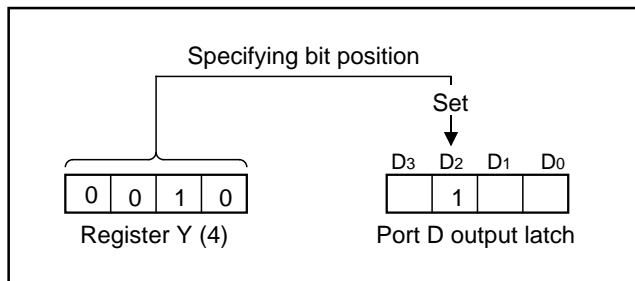 Specifying bit position
Set
D3 D2 D1 D0
0 0 1 0
1
Register Y (4)
Port D output latch